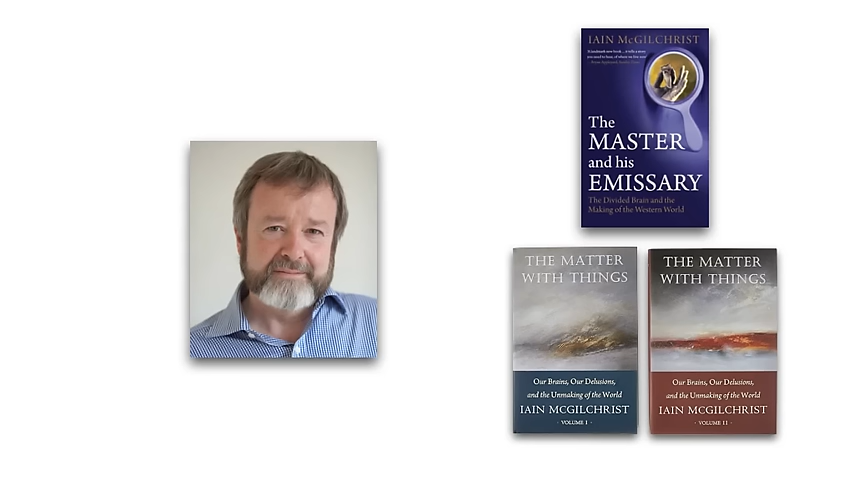 IAIN McGILCHRIST
The
MASTER
and his
EMISSARY
The Divided Brain and the
Making of the Western World
THE MATTER
WITH THINGS
Our Brains, Our Delusions,
and the Unmaking of the World
IAIN MCGILCHRIST
· VOLUME I ·
THE MATTER
WITH THINGS
Our Brains, Our Delusions,
and the Unmaking of the World
IAIN MCGILCHRIST
· VOLUME II ·